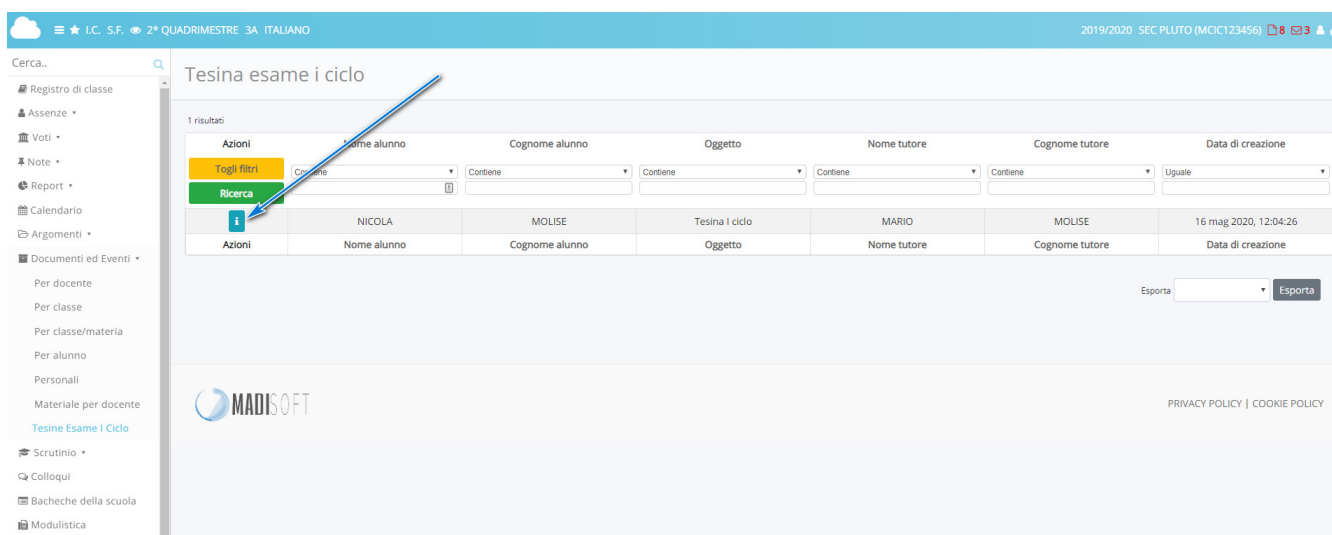 I.C. S.F. 2* QUADRIMESTRE 3A ITALIANO
2019/2020 SEC PLUTO (MCIC123456) 8 3
Cerca..
Registro di classe
Assenze
Voti
Note
Report
Calendario
Argomenti
Documenti ed Eventi
Per docente
Per classe
Per classe/materia
Per alunno
Personali
Materiale per docente
Tesine Esame I Ciclo
Scrutinio
Colloqui
Bacheche della scuola
Modulistica
Tesina esame i ciclo
1 risultati
Azioni Nome alunno Cognome alunno Oggetto Nome tutore Cognome tutore Data di creazione
Togli filtri Contiene Contiene Contiene Contiene Contiene Uguale
Ricerca
i NICOLA MOLISE Tesina I ciclo MARIO MOLISE 16 mag 2020, 12:04:26
Azioni Nome alunno Cognome alunno Oggetto Nome tutore Cognome tutore Data di creazione
Esporta Esporta
MADISOFT
PRIVACY POLICY | COOKIE POLICY